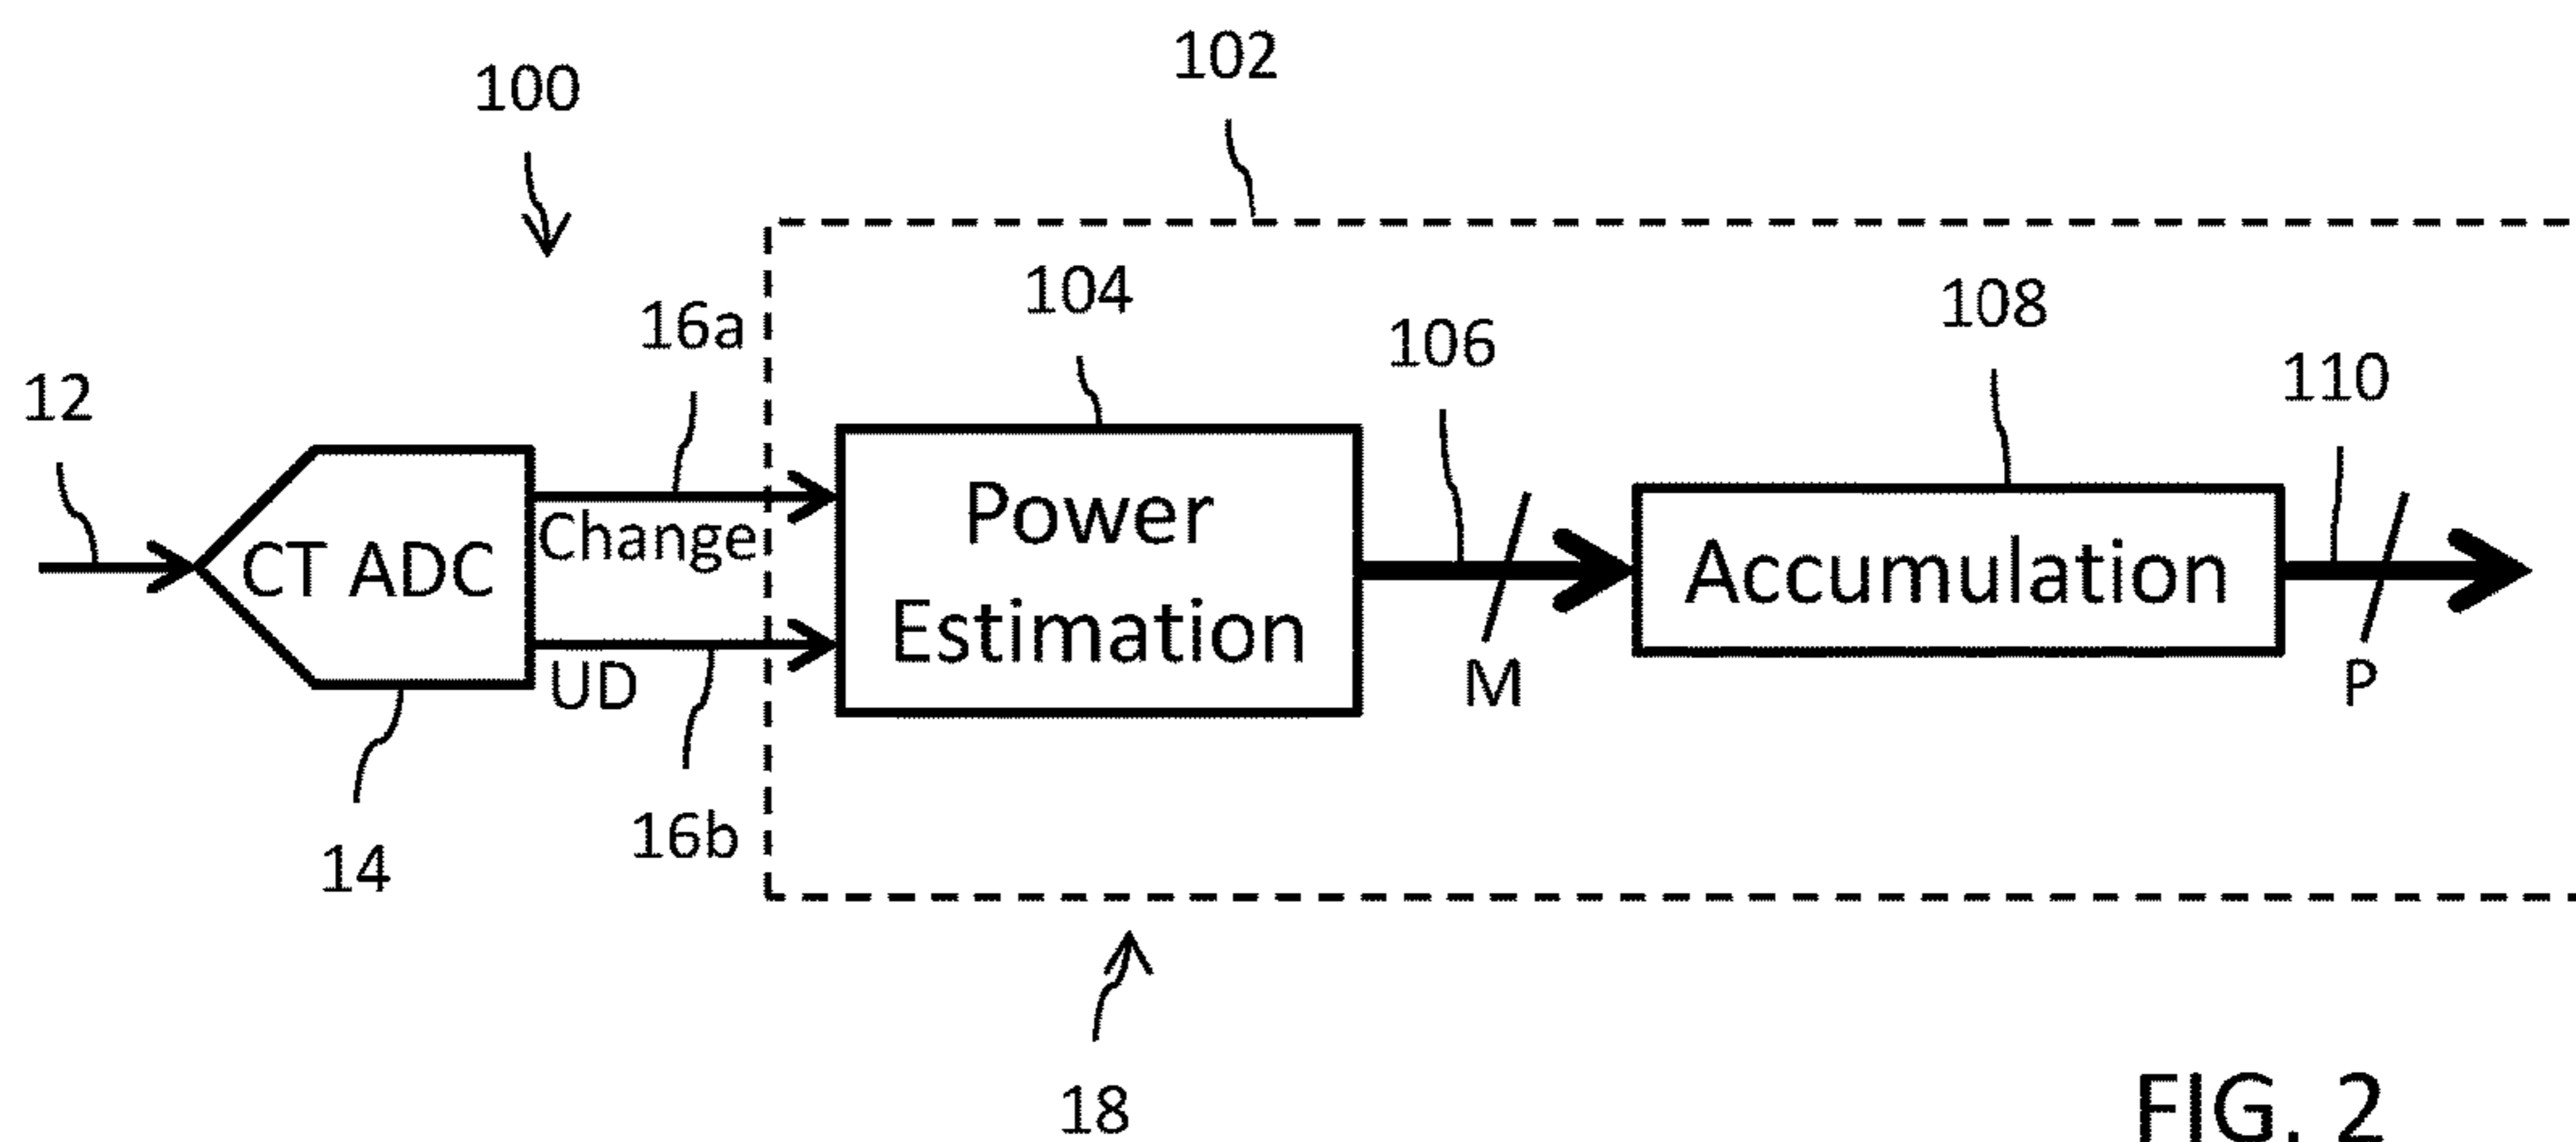 102
100
104
16a
108
106
110
12
Change
Power
Estimation
CT ADC
Accumulation
UD
M
P
16b
14
18
FIG. 2